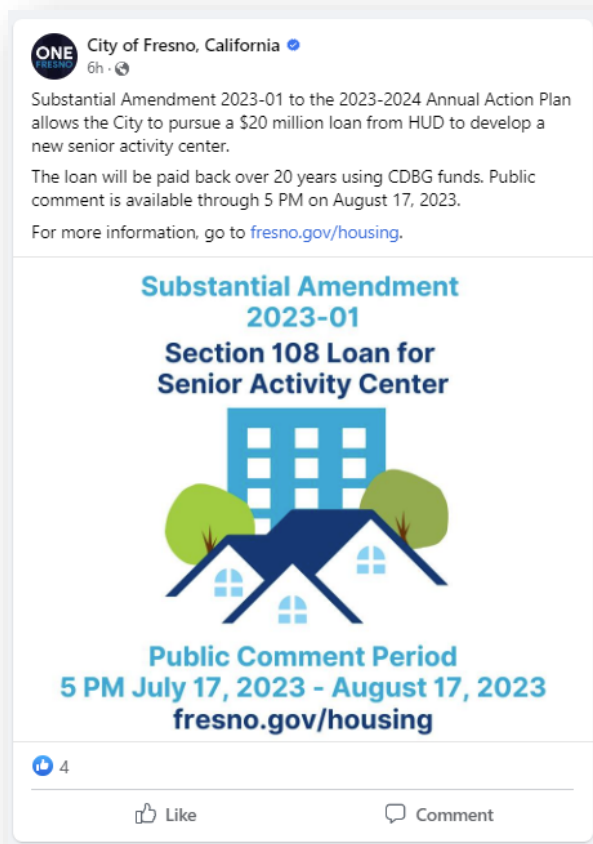 ONE
FRESNO
City of Fresno, California
6h ·
Substantial Amendment 2023-01 to the 2023-2024 Annual Action Plan
allows the City to pursue a $20 million loan from HUD to develop a
new senior activity center.
The loan will be paid back over 20 years using CDBG funds. Public
comment is available through 5 PM on August 17, 2023.
For more information, go to fresno.gov/housing.
Substantial Amendment
2023-01
Section 108 Loan for
Senior Activity Center
Public Comment Period
5 PM July 17, 2023 - August 17, 2023
fresno.gov/housing
4
Like
Comment